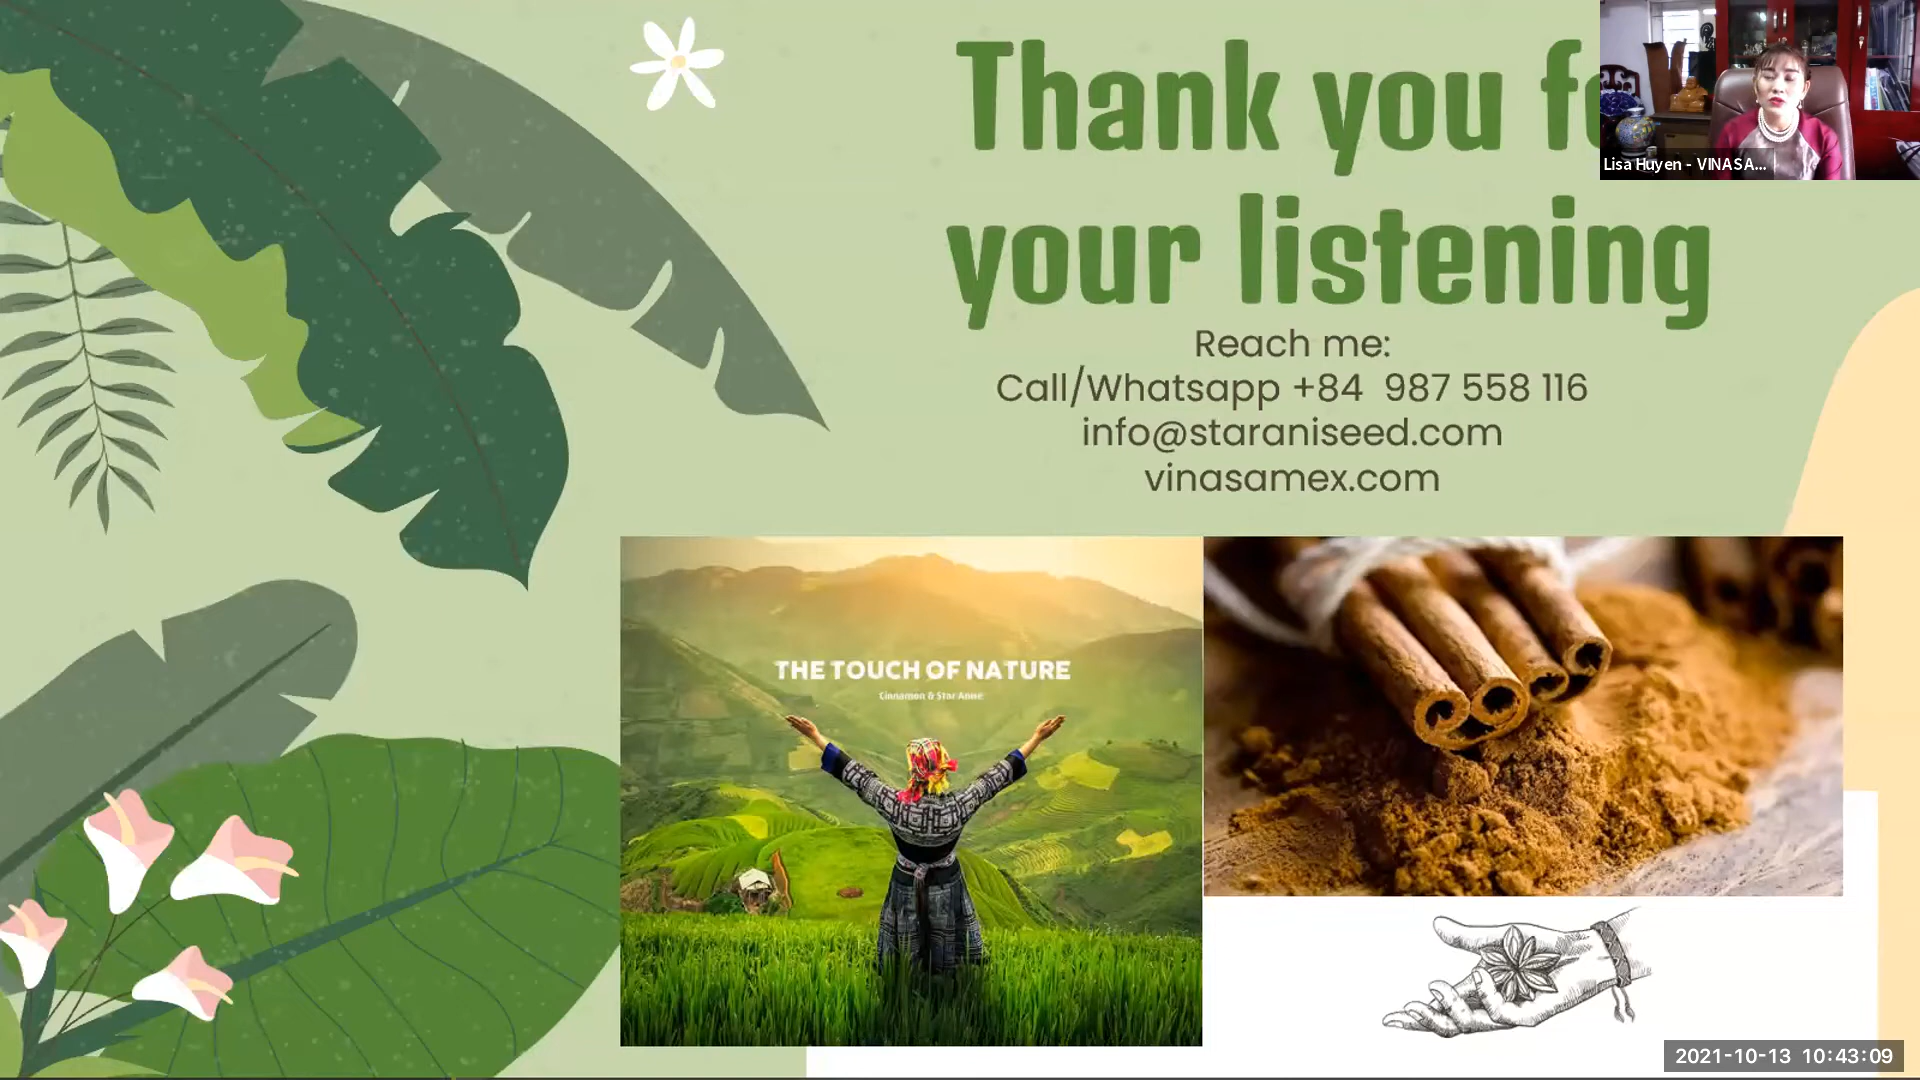 Thank you fo
your listening
Reach me:
Call/Whatsapp +84 987 558 116
info@staraniseed.com
vinasamex.com
Lisa Huyen - VINASA...
THE TOUCH OF NATURE
Cinnamon & Star Anise
2021-10-13 10:43:09